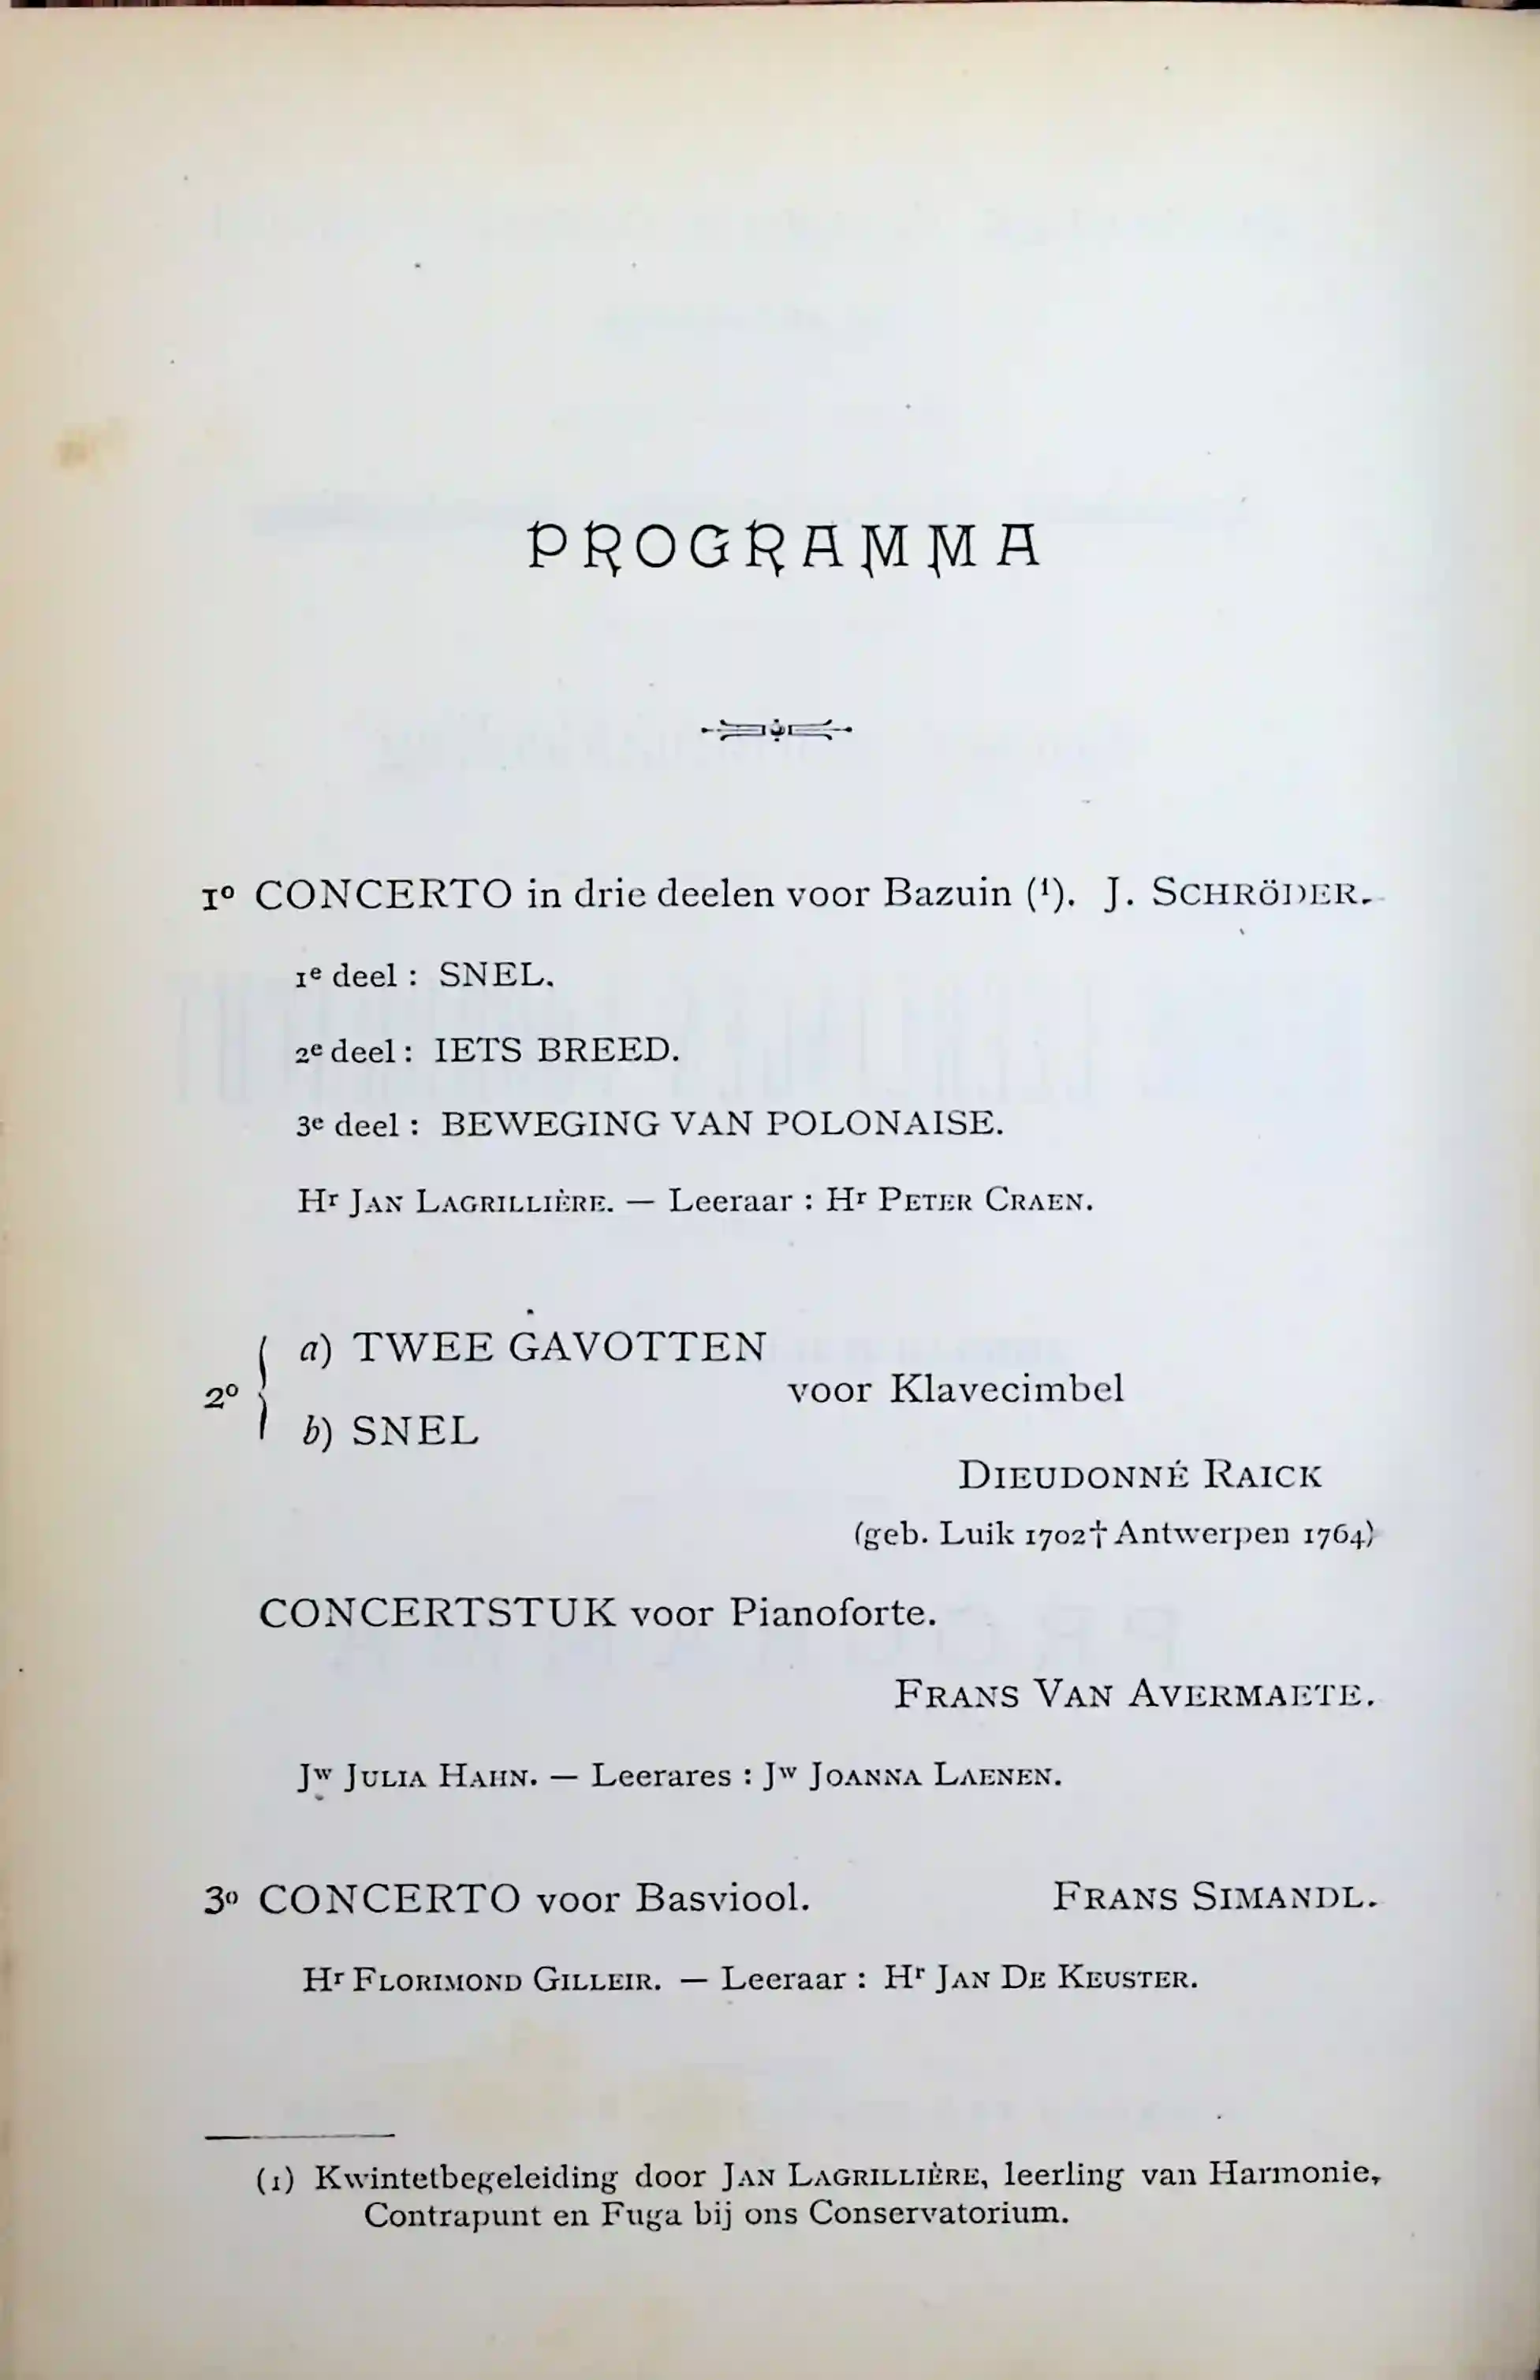 PROGRAMMA
1º CONCERTO in drie deelen voor Bazuin (¹). J. SCHRÖDER.
1e deel : SNEL.
2e deel : IETS BREED.
3e deel : BEWEGING VAN POLONAISE.
Hr JAN LAGRILLIÈRE. — Leeraar : Hr PETER CRAEN.
a) TWEE GAVOTTEN
2º voor Klavecimbel
b) SNEL
DIEUDONNÉ RAICK
(geb. Luik 1702 † Antwerpen 1764)
CONCERTSTUK voor Pianoforte.
FRANS VAN AVERMAETE.
Jw JULIA HAHN. — Leerares : Jw JOANNA LAENEN.
3º CONCERTO voor Basviool. FRANS SIMANDL.
Hr FLORIMOND GILLEIR. — Leeraar : Hr JAN DE KEUSTER.
(1) Kwintetbegeleiding door JAN LAGRILLIÈRE, leerling van Harmonie,
Contrapunt en Fuga bij ons Conservatorium.